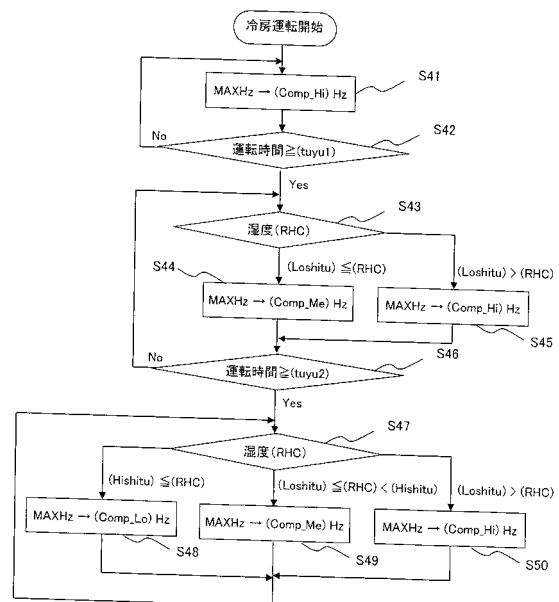 冷房運転開始
S41
MAXHz → (Comp_Hi) Hz
S42
No
運転時間≧(tuyu1)
Yes
S43
湿度(RHC)
S44
(Loshitu) ≦(RHC)
(Loshitu) > (RHC)
MAXHz → (Comp_Me) Hz
MAXHz → (Comp_Hi) Hz
S45
S46
No
運転時間≧(tuyu2)
Yes
S47
湿度(RHC)
(Hishitu) ≦(RHC)
(Loshitu) ≦(RHC) < (Hishitu)
(Loshitu) > (RHC)
MAXHz → (Comp_Lo) Hz
MAXHz → (Comp_Me) Hz
MAXHz → (Comp_Hi) Hz
S48
S49
S50